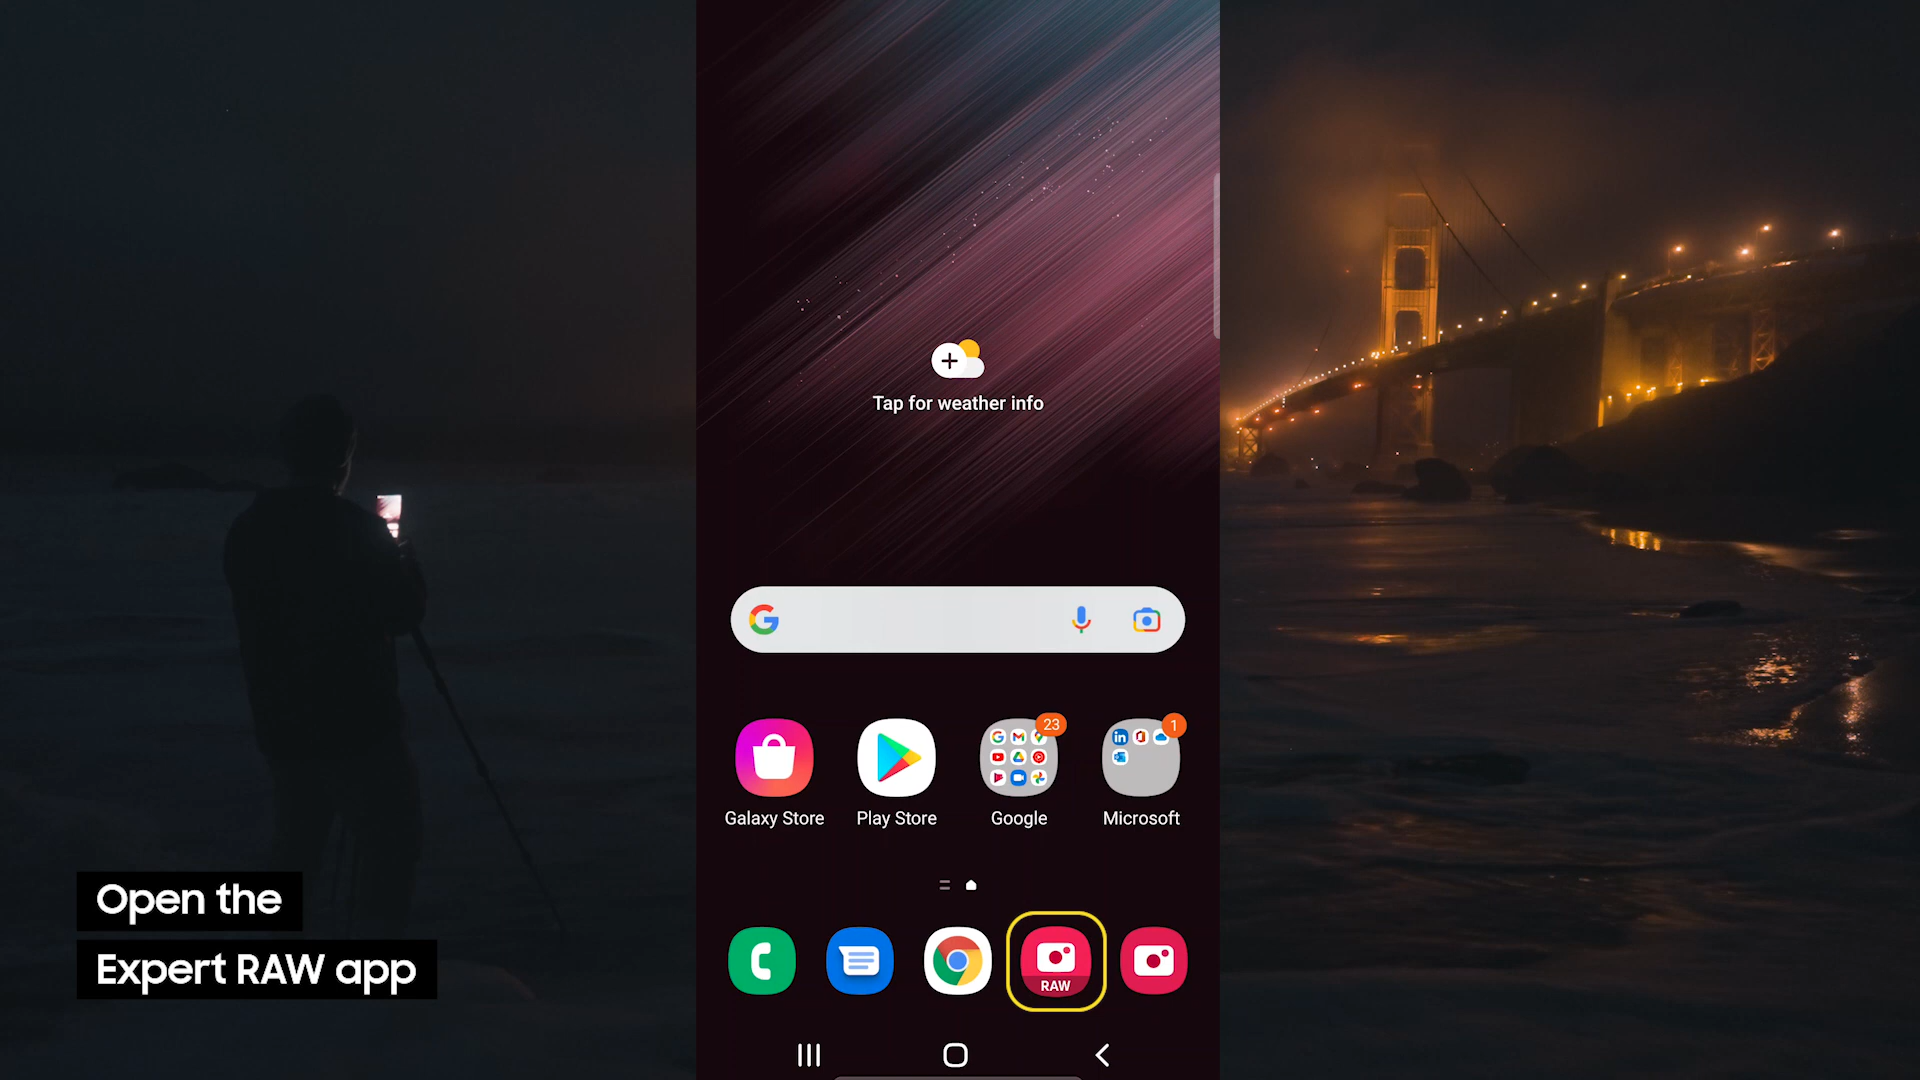 Tap for weather info
23
1
Galaxy Store
Play Store
Google
Microsoft
Open the
Expert RAW app
RAW